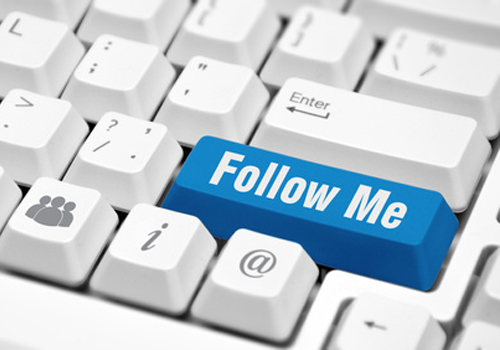 L
: ;
" '
Enter
> .
? / ,
Follow Me
i
@